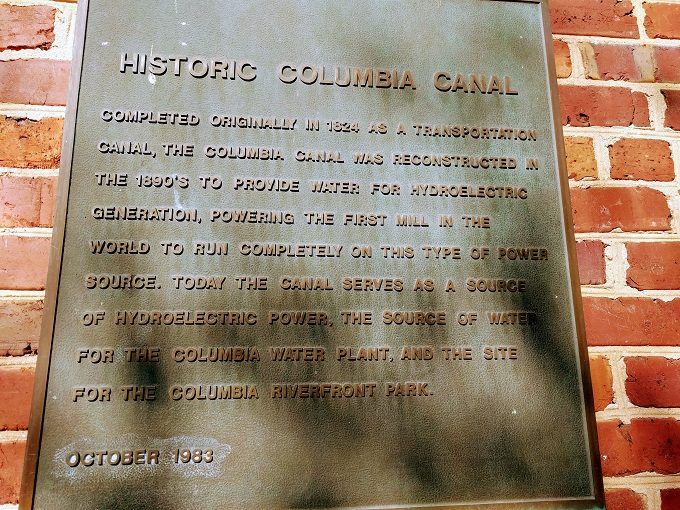 HISTORIC COLUMBIA CANAL
COMPLETED ORIGINALLY IN 1824 AS A TRANSPORTATION
CANAL, THE COLUMBIA CANAL WAS RECONSTRUCTED IN
THE 1890'S TO PROVIDE WATER FOR HYDROELECTRIC
GENERATION, POWERING THE FIRST MILL IN THE
WORLD TO RUN COMPLETELY ON THIS TYPE OF POWER
SOURCE. TODAY THE CANAL SERVES AS A SOURCE
OF HYDROELECTRIC POWER, THE SOURCE OF WATER
FOR THE COLUMBIA WATER PLANT, AND THE SITE
FOR THE COLUMBIA RIVERFRONT PARK.
OCTOBER 1983